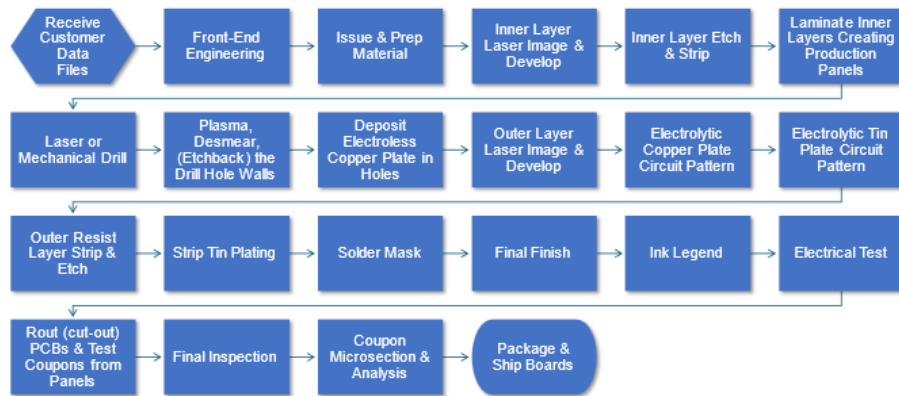 Receive
Customer
Data
Files
Front-End
Engineering
Issue & Prep
Material
Inner Layer
Laser Image &
Develop
Inner Layer Etch
& Strip
Laminate Inner
Layers Creating
Production
Panels
Laser or
Mechanical Drill
Plasma,
Desmear,
(Etchback) the
Drill Hole Walls
Deposit
Electroless
Copper Plate in
Holes
Outer Layer
Laser Image &
Develop
Electrolytic
Copper Plate
Circuit Pattern
Electrolytic Tin
Plate Circuit
Pattern
Outer Resist
Layer Strip &
Etch
Strip Tin Plating
Solder Mask
Final Finish
Ink Legend
Electrical Test
Rout (cut-out)
PCBs & Test
Coupons from
Panels
Final Inspection
Coupon
Microsection &
Analysis
Package &
Ship Boards